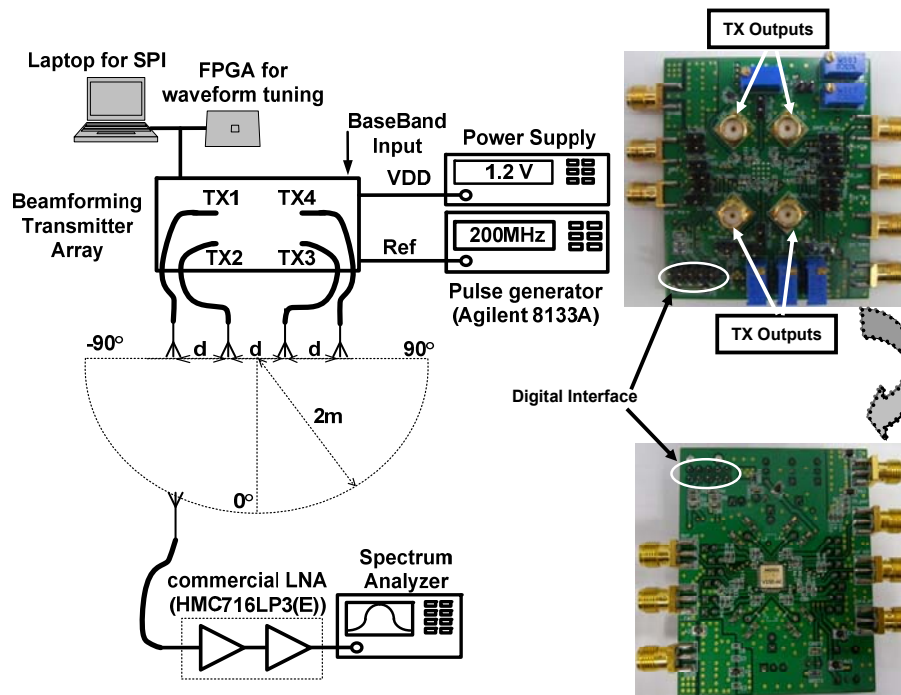 Laptop for SPI
FPGA for
waveform tuning
BaseBand
Input
Power Supply
VDD
1.2 V
Beamforming
Transmitter
Array
TX1
TX4
TX2
TX3
Ref
200MHz
Pulse generator
(Agilent 8133A)
-90°
d
d
d
90°
2m
0°
commercial LNA
(HMC716LP3(E))
Spectrum
Analyzer
TX Outputs
TX Outputs
Digital Interface